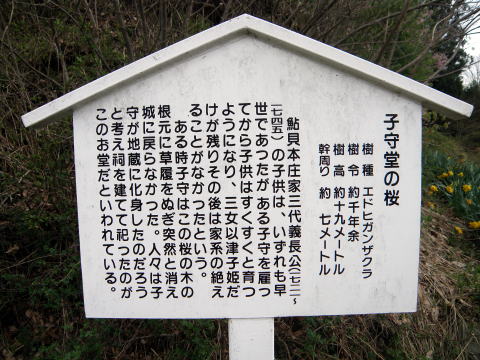 子守堂の桜
樹種 エドヒガンザクラ
樹令 約千年余
樹高 約十九メートル
幹周り 約 七メートル
鮎貝本庄家三代義長公(一七二一～
一七四五)の子供は、いずれも早
世であったがある子守を雇っ
てから子供はすくすくと育つ
ようになり、三女以津子姫だ
けが残りその後は家系の絶え
ることがなかったという。
ある時子守はこの桜の木の
根元に草履をぬぎ突然と消え
城に戻らなかった。人々は子
守が地蔵に化身したのだろう
と考え祠を建てて祀ったのが
このお堂だといわれている。